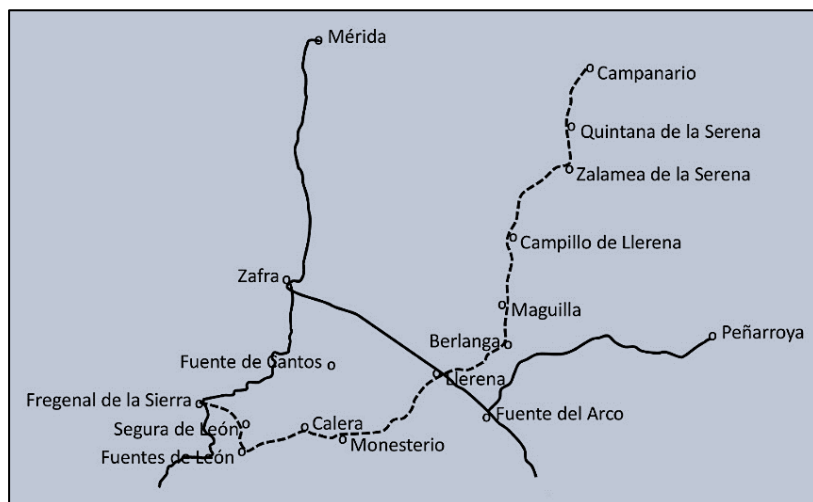 Mérida
Campanario
Quintana de la Serena
Zalamea de la Serena
Campillo de Llerena
Zafra
Maguilla
Peñarroya
Berlanga
Fuente de Cantos
Llerena
Fregenal de la Sierra
Fuente del Arco
Segura de León
Calera
Monesterio
Fuentes de León